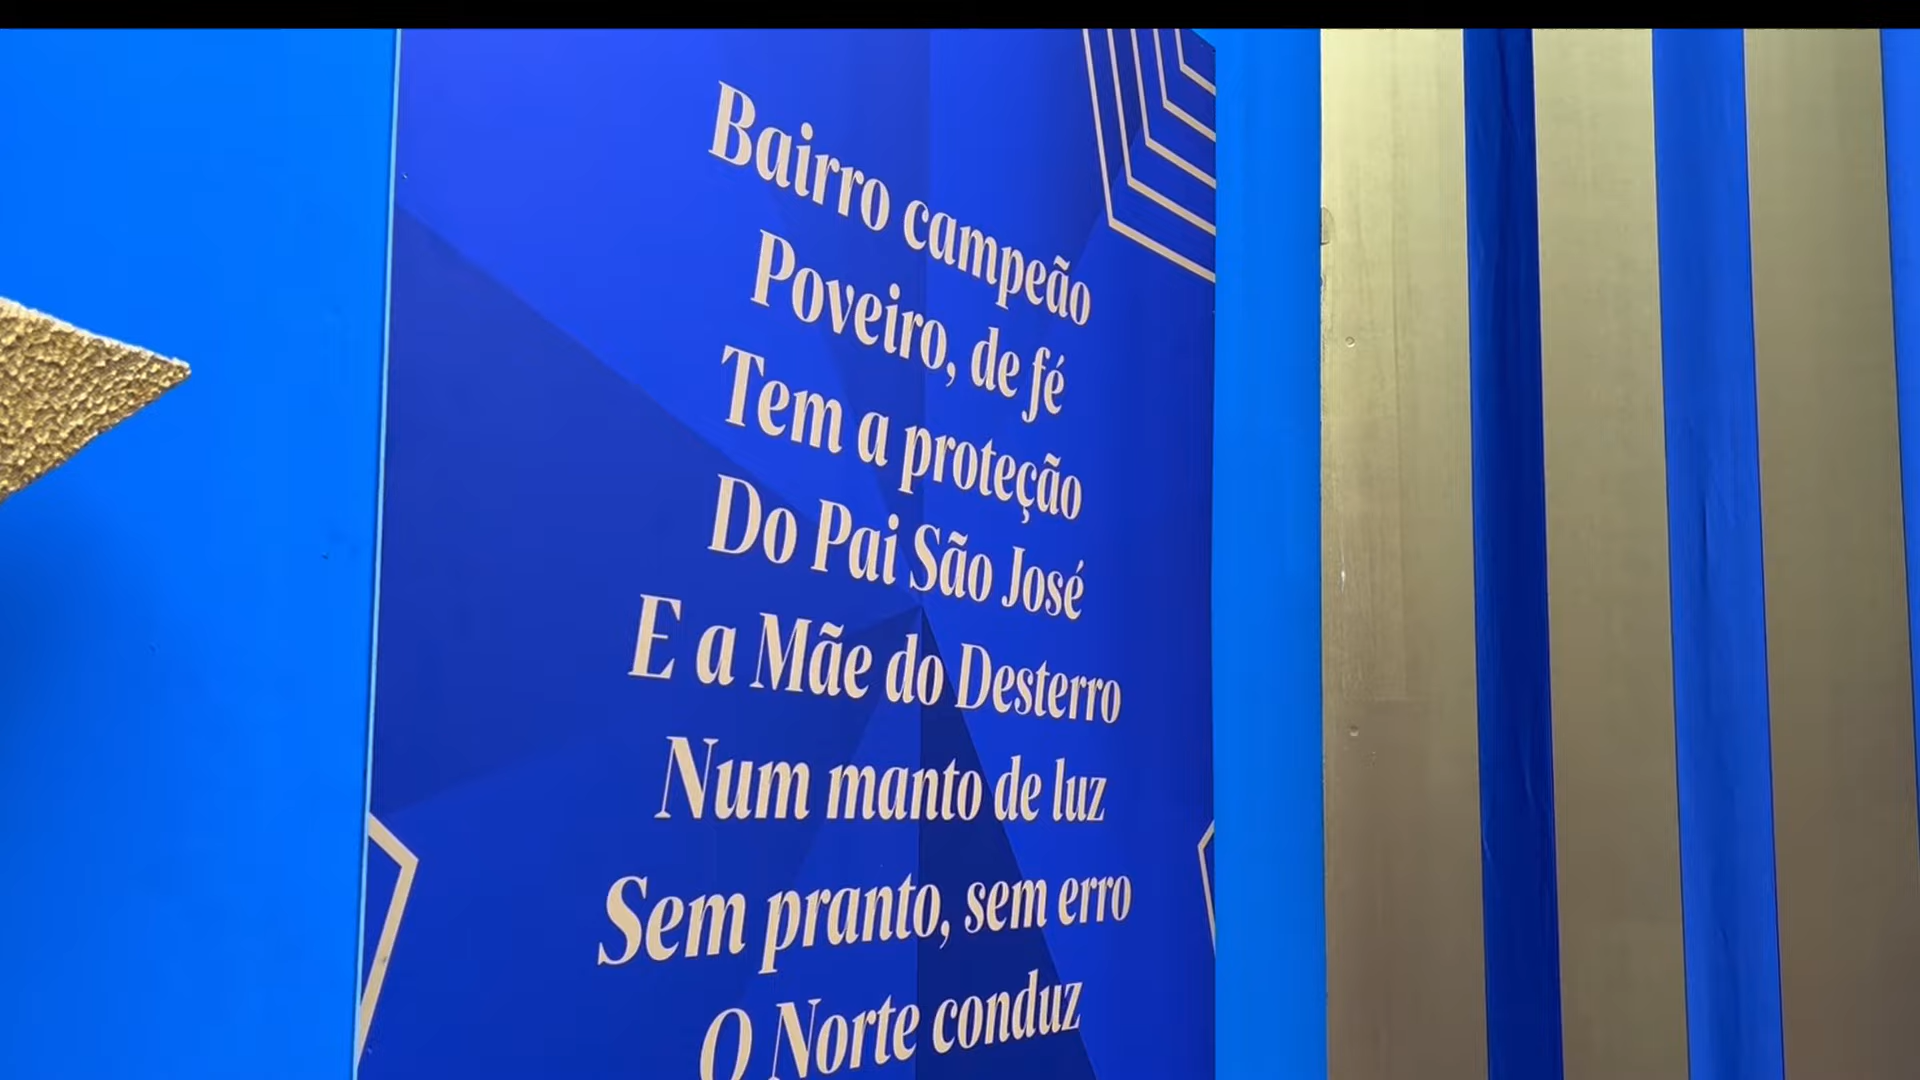 Bairro campeão
Poveiro, de fé
Tem a proteção
Do Pai São José
E a Mãe do Desterro
Num manto de luz
Sem pranto, sem erro
O Norte conduz